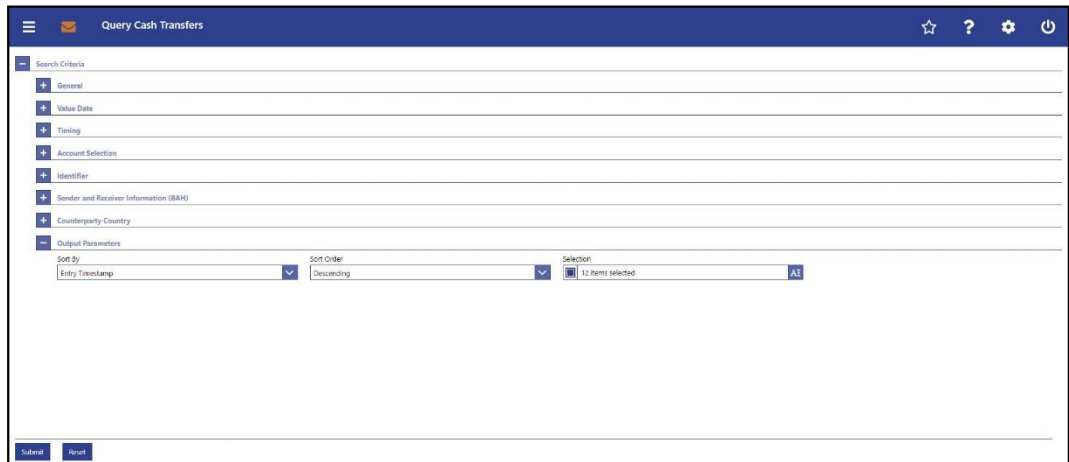 Query Cash Transfers
?
Search Criteria
General
Value Date
Timing
Account Selection
Identifier
Sender and Receiver Information (BAH)
Counterparty Country
Output Parameters
Sort By Sort Order Selection
Entry Timestamp Descending 12 items selected
Submit Reset